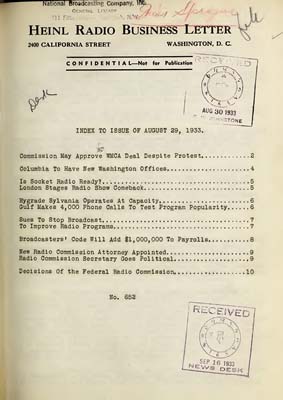 National Broadcasting Company, Inc.
GENERAL LIBRARY
HEINL RADIO BUSINESS LETTER
2400 CALIFORNIA STREET WASHINGTON, D. C.
CONFIDENTIAL—Not for Publication
RECEIVED
AUG 30 1933
JOHNSTONE
Desk
file
INDEX TO ISSUE OF AUGUST 29, 1933.
Commission May Approve WMCA Deal Despite Protest............2
Columbia To Have New Washington Offices.....................4
Is Socket Radio Ready?......................................5
London Stages Radio Show Comeback...........................5
Hygrade Sylvania Operates At Capacity.......................6
Gulf Makes 4,000 Phone Calls To Test Program Popularity.....6
Sues To Stop Broadcast......................................7
To Improve Radio Programs...................................7
Broadcasters' Code Will Add $1,000,000 To Payrolls..........8
New Radio Commission Attorney Appointed.....................9
Radio Commission Secretary Goes Political...................9
Decisions Of The Federal Radio Commission..................10
No. 652
RECEIVED
SEP 16 1933
NEWS DESK